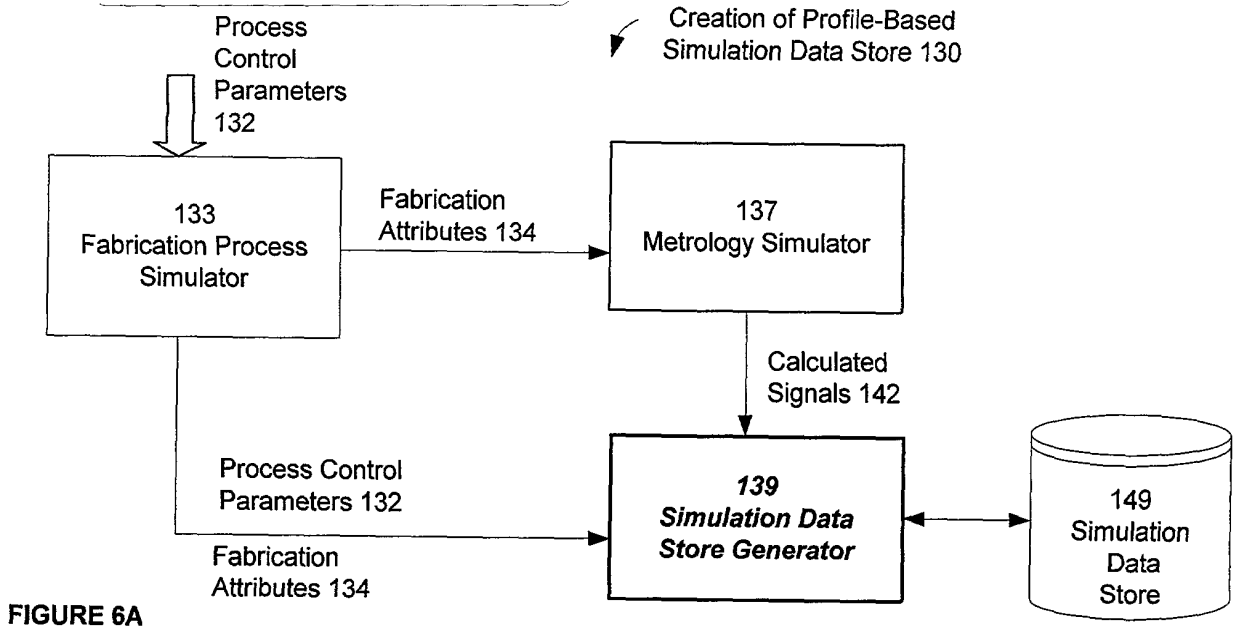 Process
Control
Parameters
132
Creation of Profile-Based
Simulation Data Store 130
133
Fabrication Process
Simulator
Fabrication
Attributes 134
137
Metrology Simulator
Calculated
Signals 142
Process Control
Parameters 132
Fabrication
Attributes 134
139
Simulation Data
Store Generator
149
Simulation
Data
Store
FIGURE 6A